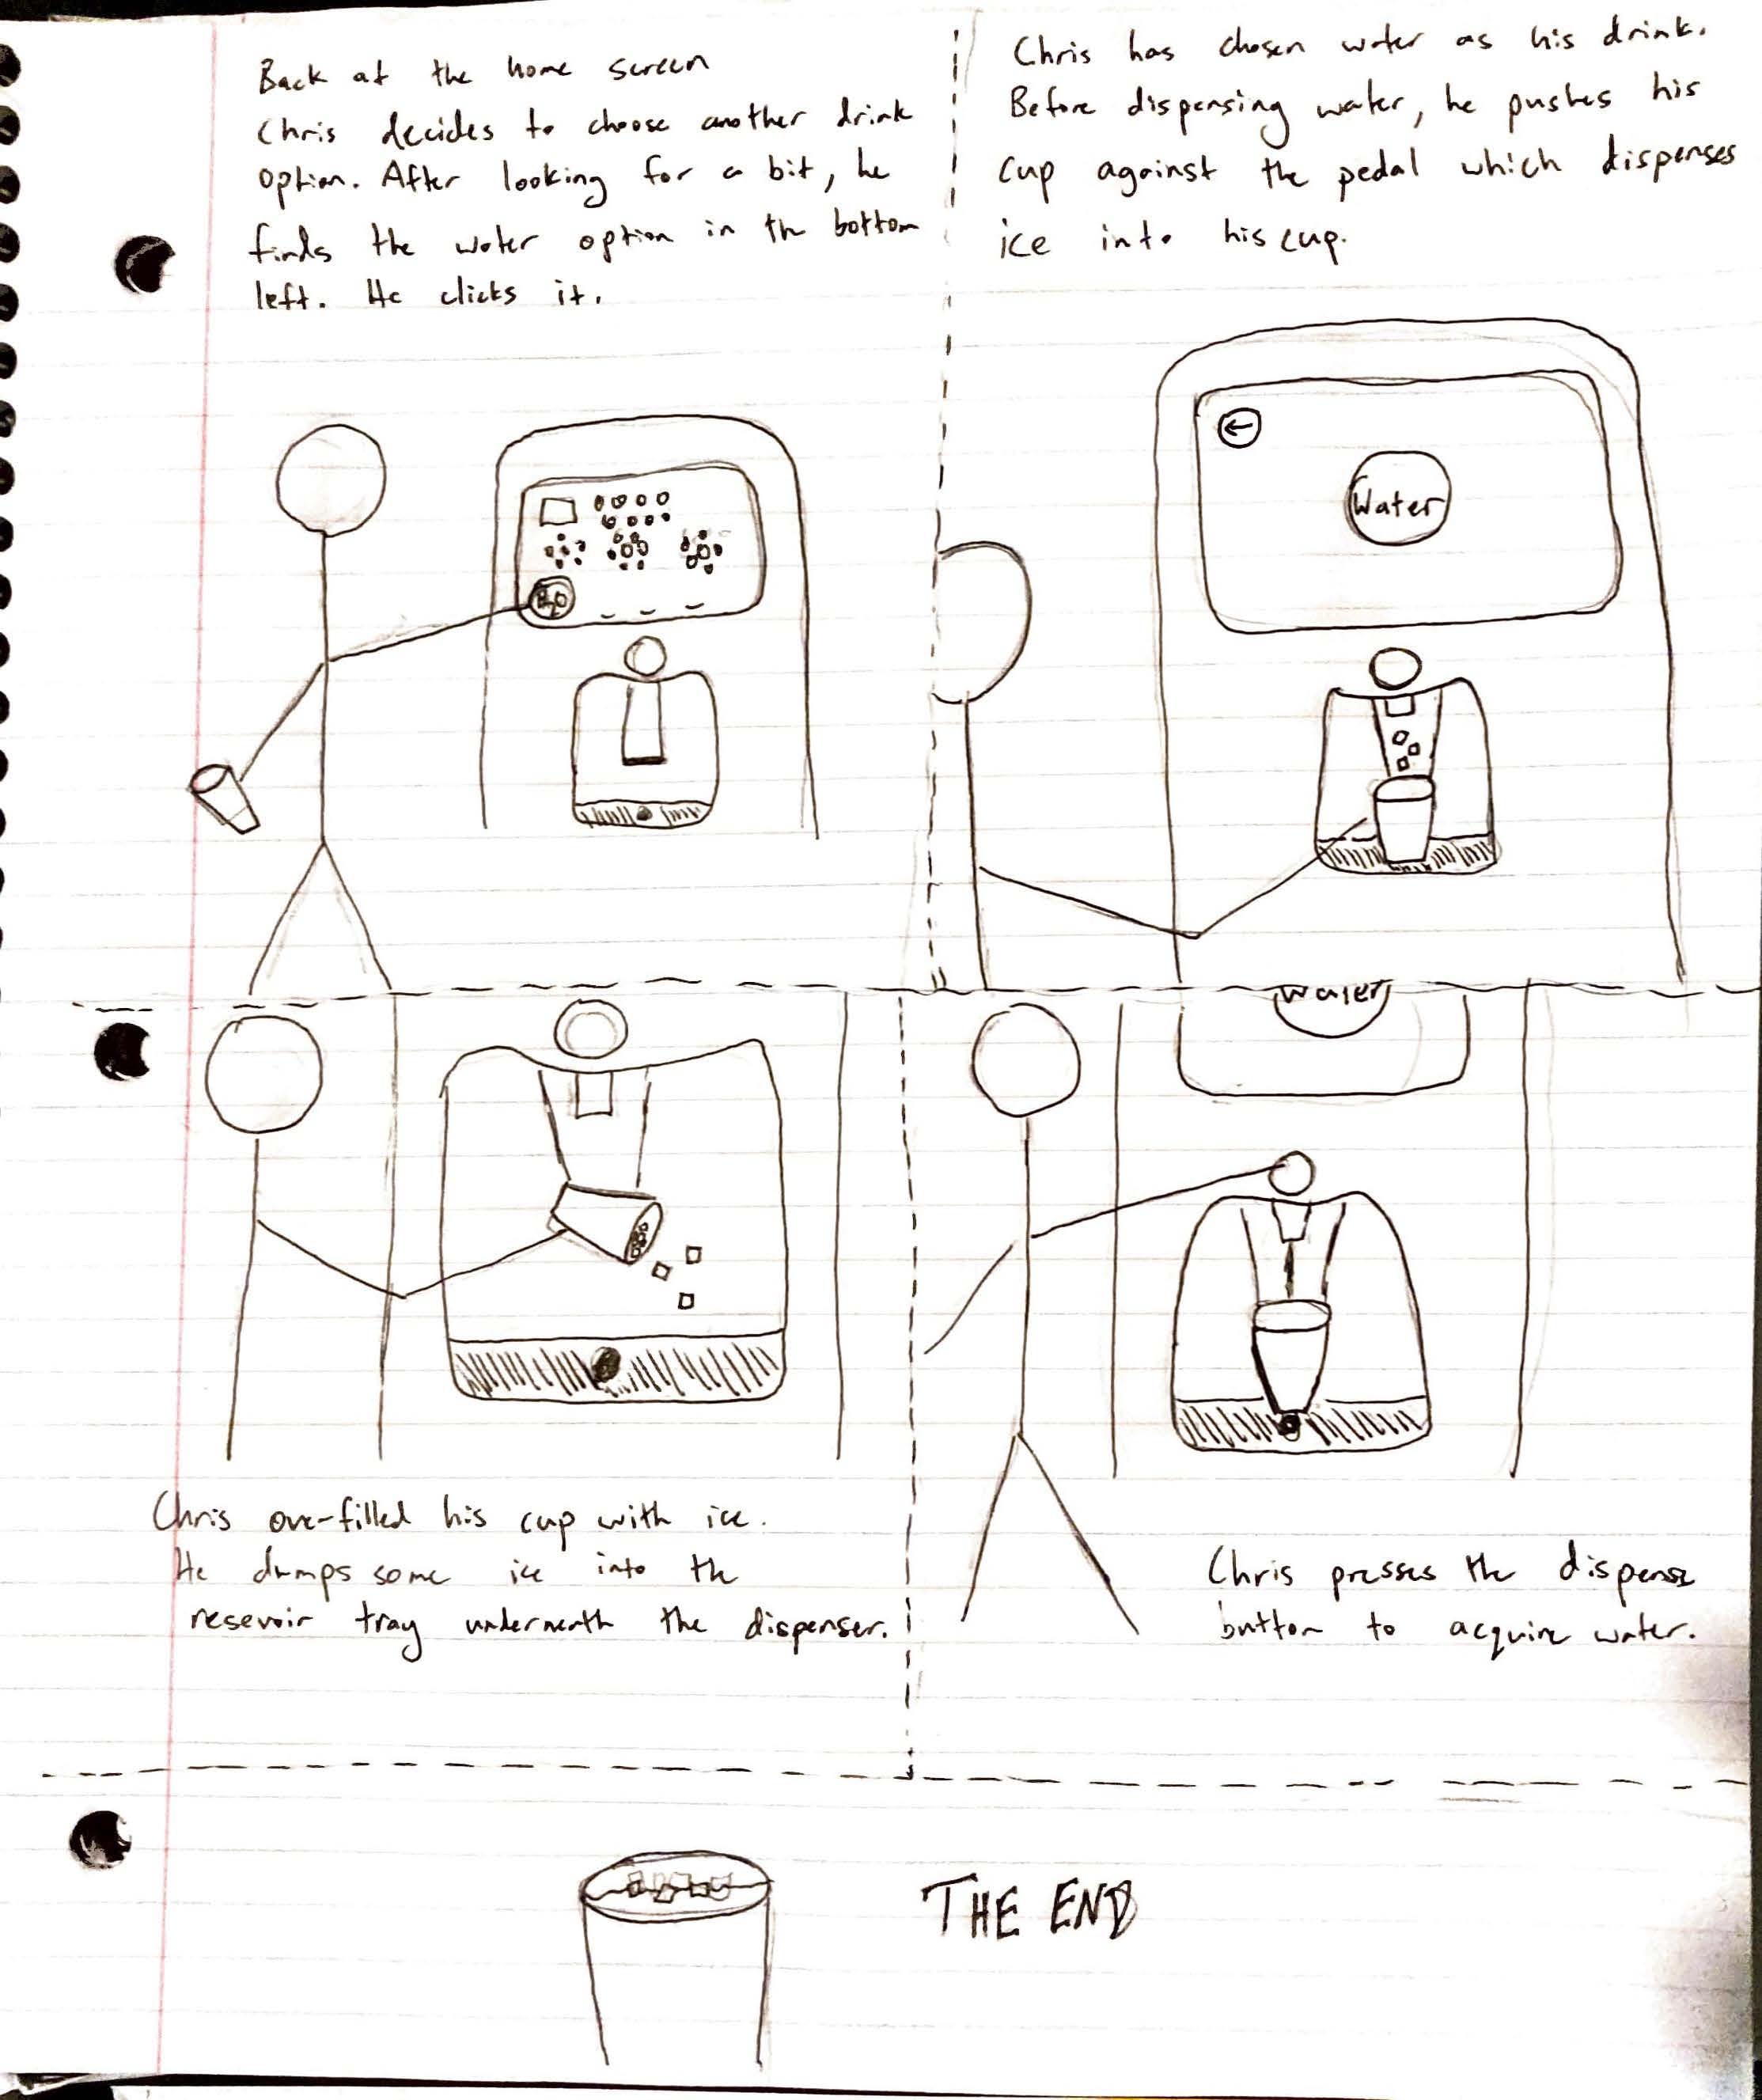 Back at the home screen
Chris decides to choose another drink
option. After looking for a bit, he
finds the water option in the bottom
left. He clicks it.
H₂O
Chris has chosen water as his drink.
Before dispensing water, he pushes his
cup against the pedal which dispenses
ice into his cup.
←
Water
Chris over-filled his cup with ice.
He dumps some ice into the
resevoir tray underneath the dispenser.
Water
Chris presses the dispense
button to acquire water.
THE END